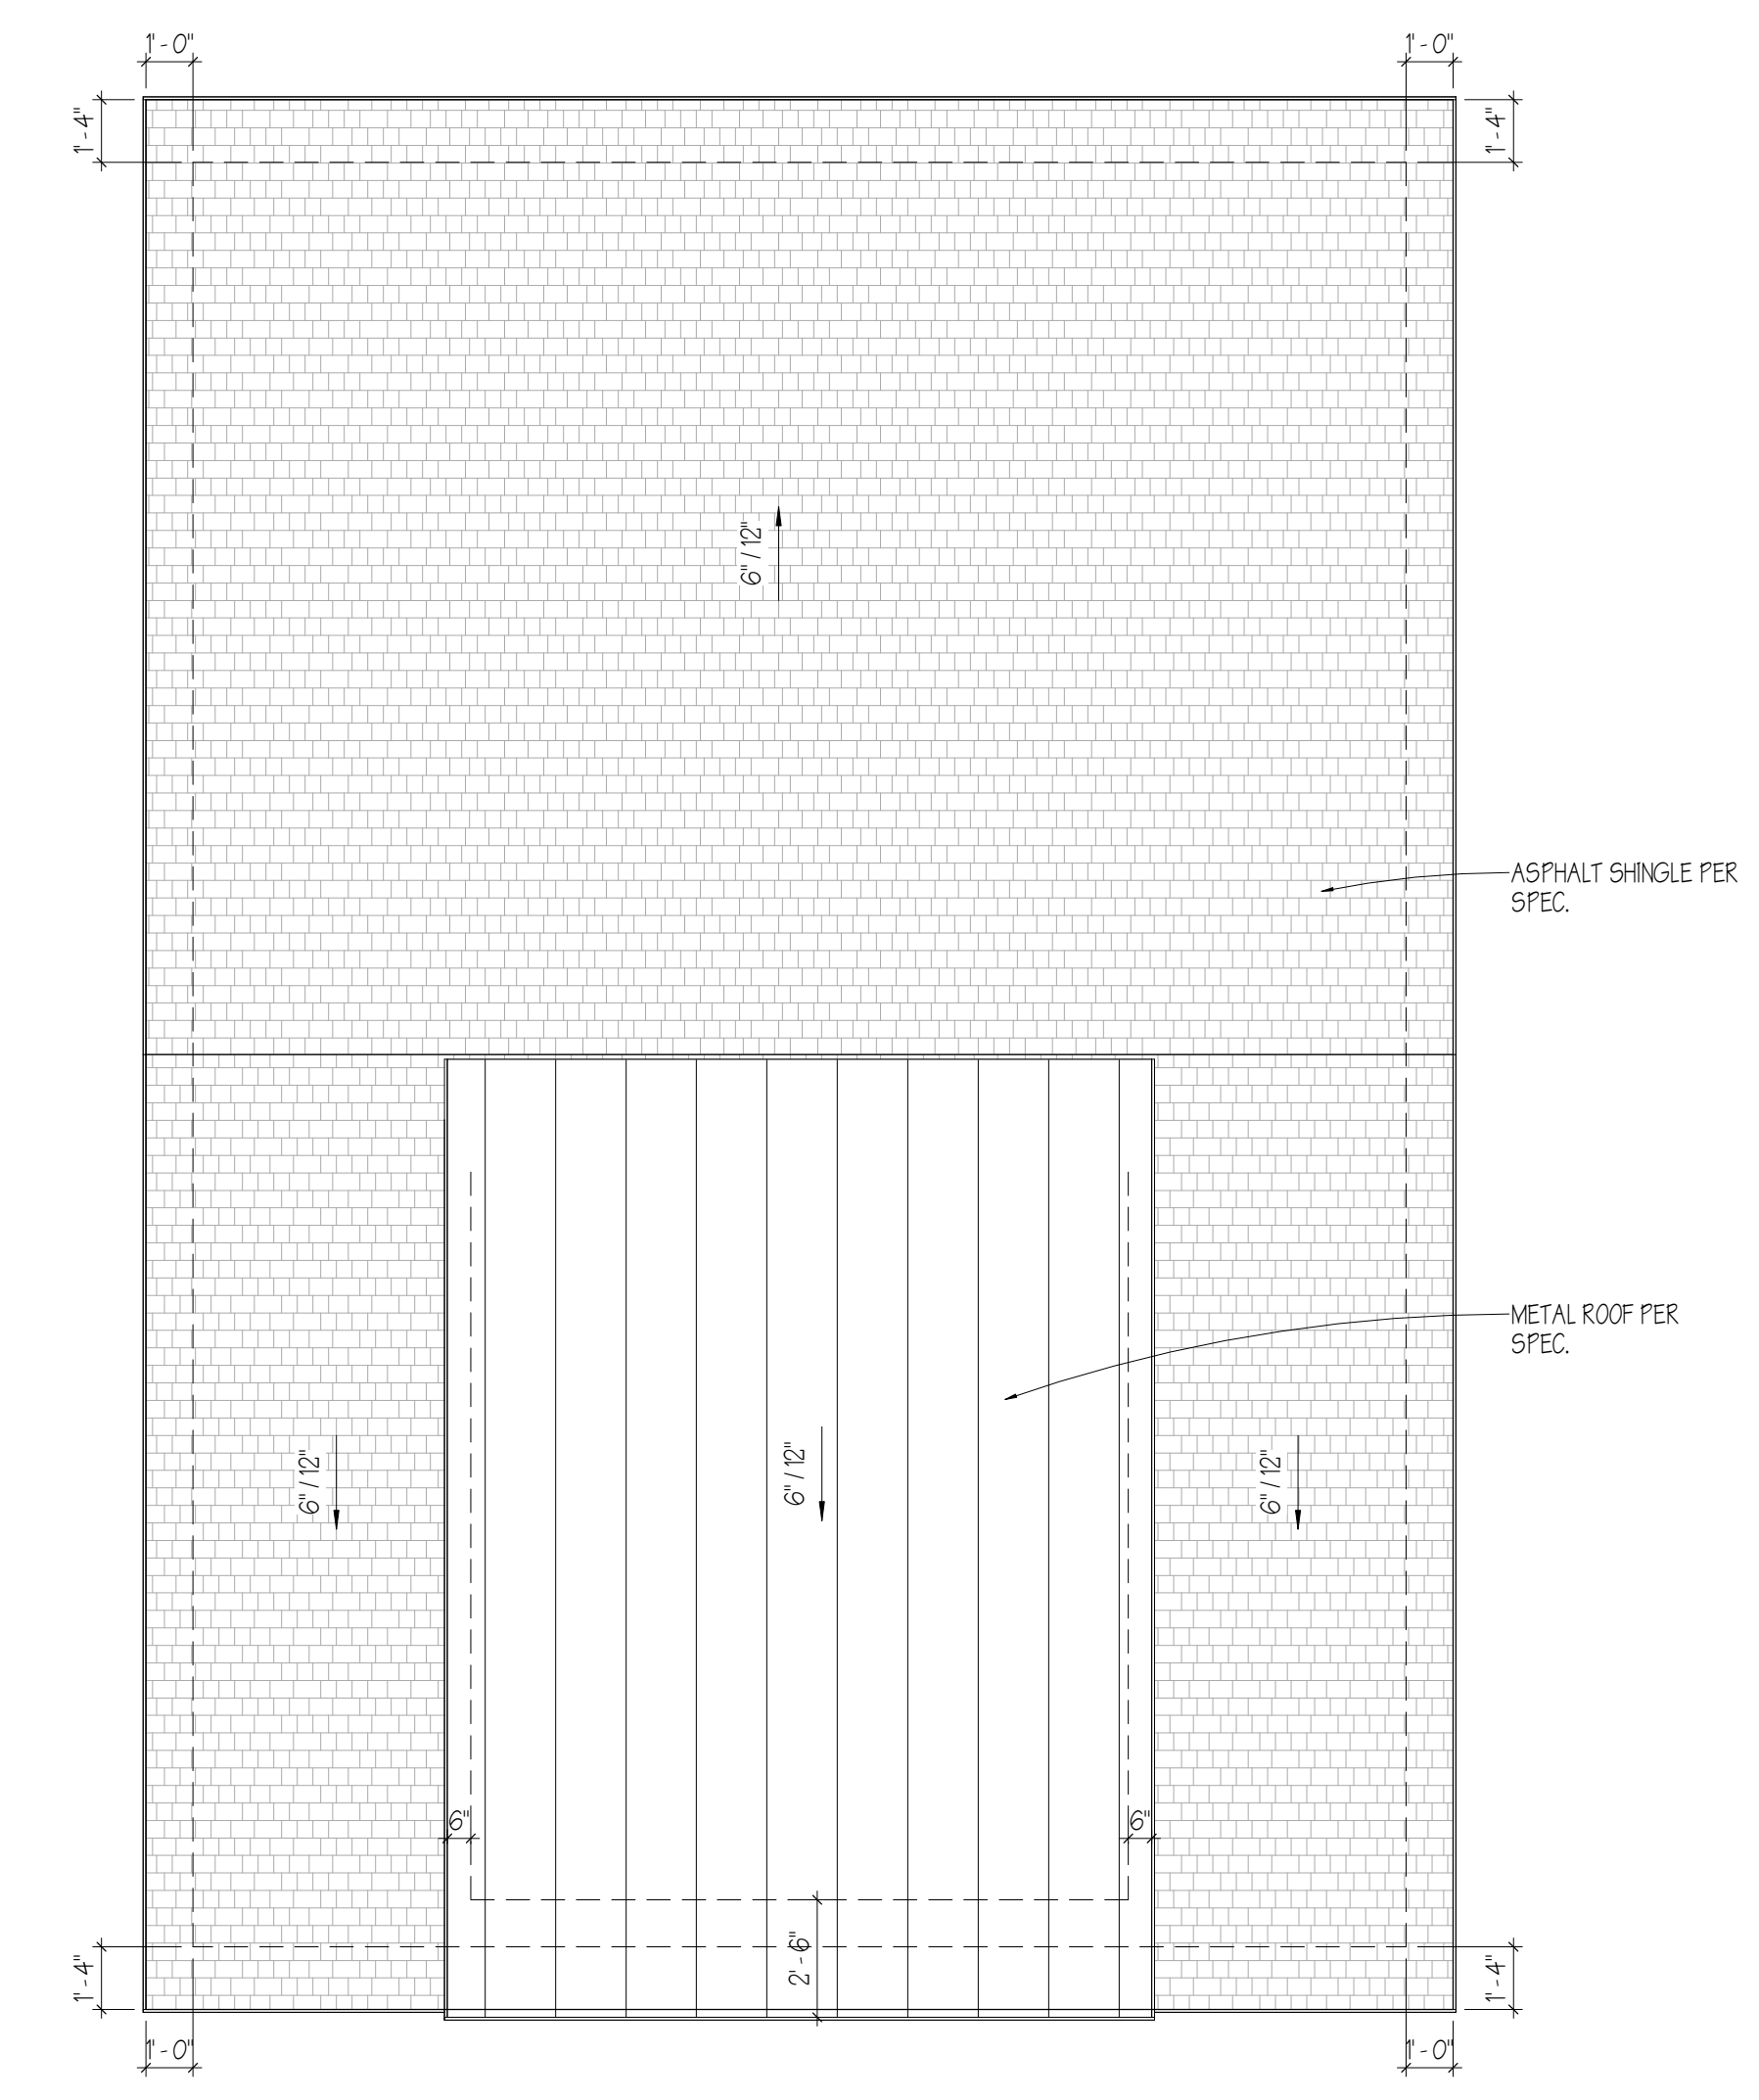 1'-0"
1'-0"
1'-4"
1'-4"
6" / 12"
ASPHALT SHINGLE PER
SPEC.
METAL ROOF PER
SPEC.
6" / 12"
6" / 12"
6" / 12"
6"
6"
2'-6"
1'-4"
1'-4"
1'-0"
1'-0"